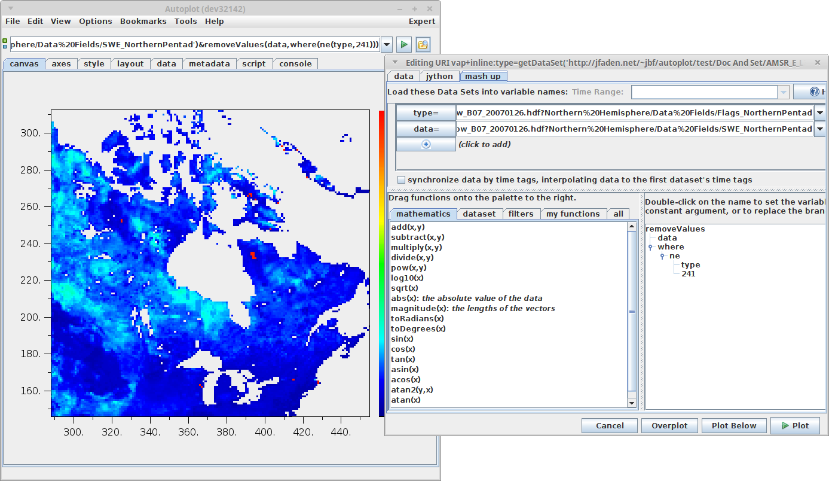 Autoplot (dev32142)
File Edit View Options Bookmarks Tools Help Expert
phere/Data%20Fields/SWE_NorthernPentad')&removeValues(data,where(ne(type,241)))
canvas axes style layout data metadata script console
300.
280.
260.
240.
220.
200.
180.
160.
300. 320. 340. 360. 380. 400. 420. 440.
Editing URI vap+inline:type=getDataSet('http://jfaden.net/~jbf/autoplot/test/Doc And Set/AMSR_E_L
data jython mash up
Load these Data Sets into variable names: Time Range:
type= w_B07_20070126.hdf?Northern%20Hemisphere/Data%20Fields/Flags_NorthernPentad
data= ow_B07_20070126.hdf?Northern%20Hemisphere/Data%20Fields/SWE_NorthernPentad
(click to add)
synchronize data by time tags, interpolating data to the first dataset's time tags
Drag functions onto the palette to the right.
mathematics dataset filters my functions all
add(x,y)
subtract(x,y)
multiply(x,y)
divide(x,y)
pow(x,y)
log10(x)
sqrt(x)
abs(x): the absolute value of the data
magnitude(x): the lengths of the vectors
toRadians(x)
toDegrees(x)
sin(x)
cos(x)
tan(x)
asin(x)
acos(x)
atan2(y,x)
atan(x)
Double-click on the name to set the variab
constant argument, or to replace the bran
removeValues
data
where
ne
type
241
Cancel Overplot Plot Below Plot